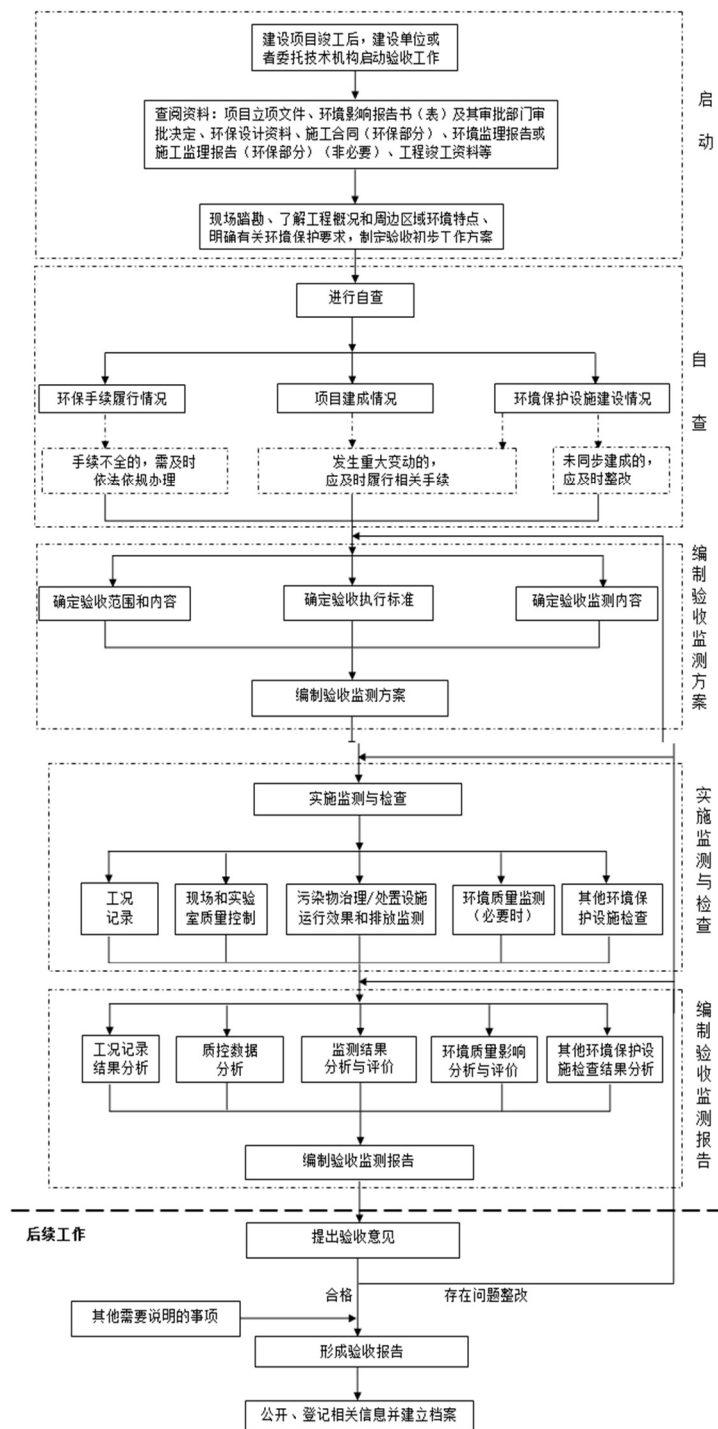 建设项目竣工后，建设单位或
者委托技术机构启动验收工作
启
动
查阅资料：项目立项文件、环境影响报告书（表）及其审批部门审
批决定、环保设计资料、施工合同（环保部分）、环境监理报告或
施工监理报告（环保部分）（非必要）、工程竣工资料等
现场踏勘、了解工程概况和周边区域环境特点、
明确有关环境保护要求，制定验收初步工作方案
进行自查
自
查
环保手续履行情况
项目建成情况
环境保护设施建设情况
手续不全的，需及时
依法依规办理
发生重大变动的，
应及时履行相关手续
未同步建成的，
应及时整改
编制验收监测方案
确定验收范围和内容
确定验收执行标准
确定验收监测内容
编制验收监测方案
实施监测与检查
实施监测与检查
工况
记录
现场和实验
室质量控制
污染物治理/处置设施
运行效果和排放监测
环境质量监测
（必要时）
其他环境保
护设施检查
编制验收监测报告
工况记录
结果分析
质控数据
分析
监测结果
分析与评价
环境质量影响
分析与评价
其他环境保护设
施检查结果分析
编制验收监测报告
后续工作
提出验收意见
合格
存在问题整改
其他需要说明的事项
形成验收报告
公开、登记相关信息并建立档案